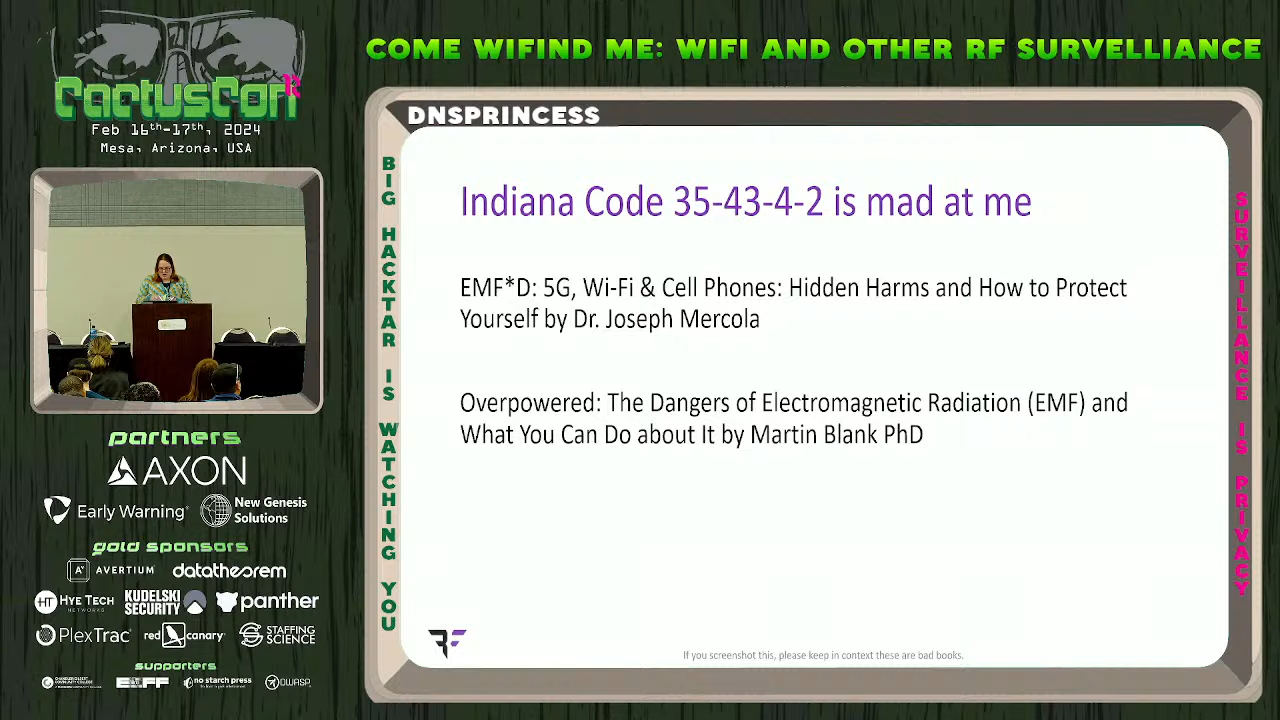 COME WIFIND ME: WIFI AND OTHER RF SURVELLIANCE
CactusCon
12
Feb 16th-17th, 2024
Mesa, Arizona, USA
DNSPRINCESS
BIG HACKTAR IS WATCHING YOU
Indiana Code 35-43-4-2 is mad at me
EMF*D: 5G, Wi-Fi & Cell Phones: Hidden Harms and How to Protect
Yourself by Dr. Joseph Mercola
Overpowered: The Dangers of Electromagnetic Radiation (EMF) and
What You Can Do about It by Martin Blank PhD
If you screenshot this, please keep in context these are bad books.
SURVEILLANCE IS PRIVACY
partners
AXON
Early Warning
New Genesis
Solutions
gold sponsors
AVERTIUM
datatheorem
HT HYE TECH
NETWORKS
KUDELSKI
SECURITY
panther
PlexTrac
red canary
STAFFING
SCIENCE
supporters
EFF
no starch press
OWASP